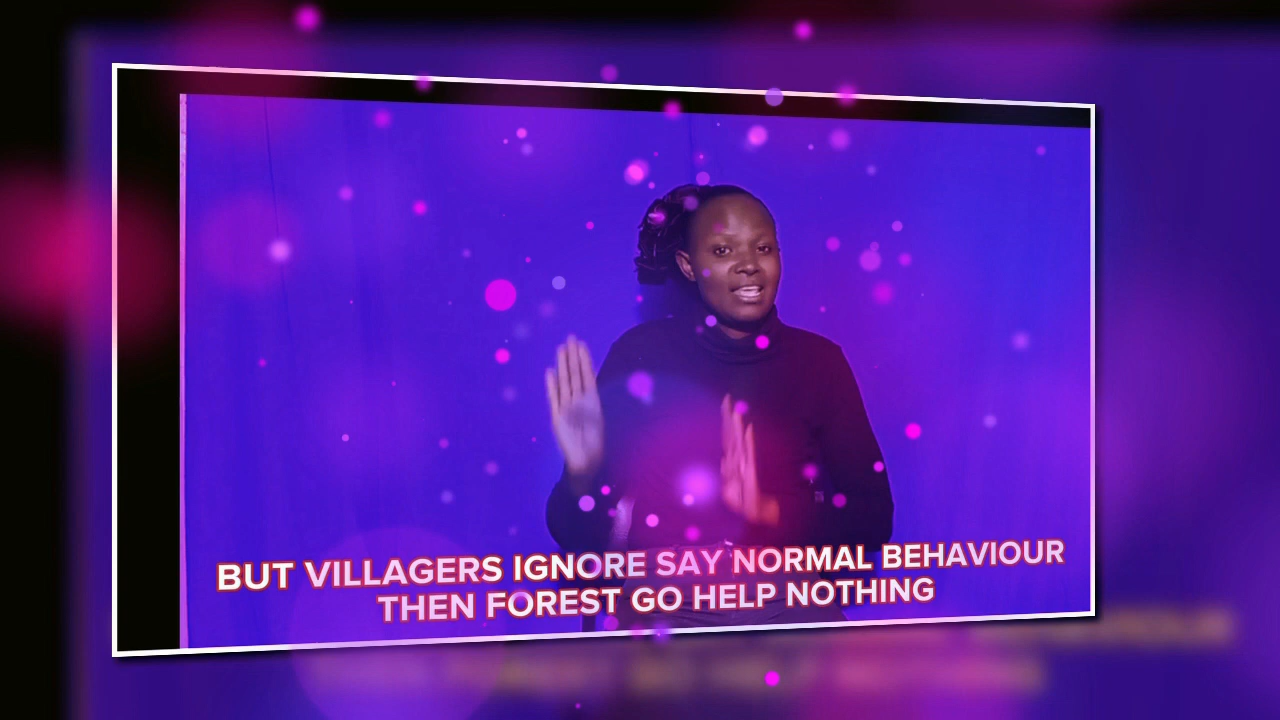 BUT VILLAGERS IGNORE SAY NORMAL BEHAVIOUR
THEN FOREST GO HELP NOTHING